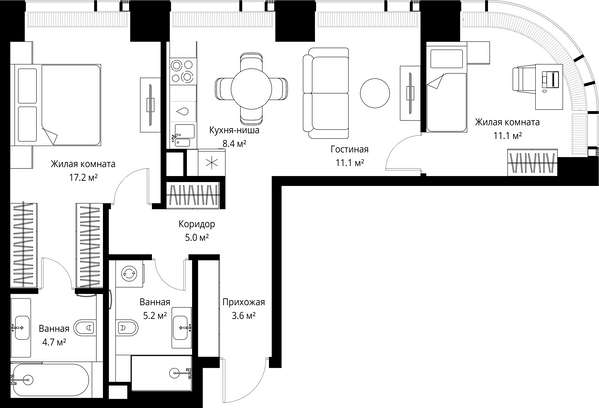 Жилая комната
17.2 м²
Кухня-ниша
8.4 м²
Гостиная
11.1 м²
Жилая комната
11.1 м²
Коридор
5.0 м²
Ванная
4.7 м²
Ванная
5.2 м²
Прихожая
3.6 м²